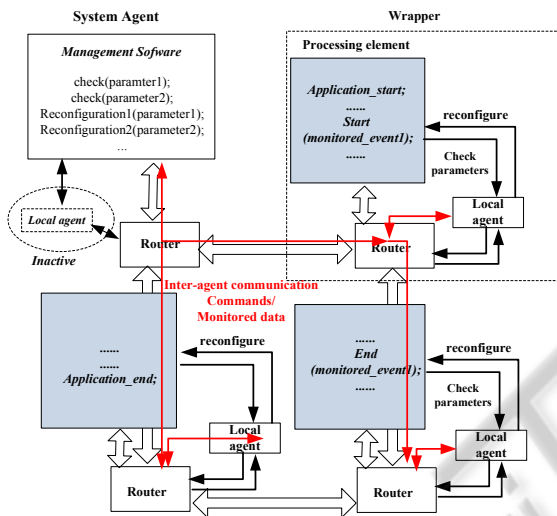 System Agent
Wrapper
Management Sofware
check(paramter1);
check(parameter2);
Reconfiguration1(parameter1);
Reconfiguration2(parameter2);
...
Processing element
Application_start;
......
Start
(monitored_event1);
......
reconfigure
Check
parameters
Local
agent
Router
Local agent
Inactive
Router
Inter-agent communication
Commands/
Monitored data
......
......
Application_end;
reconfigure
Local
agent
Router
......
End
(monitored_event1);
......
reconfigure
Check
parameters
Local
agent
Router